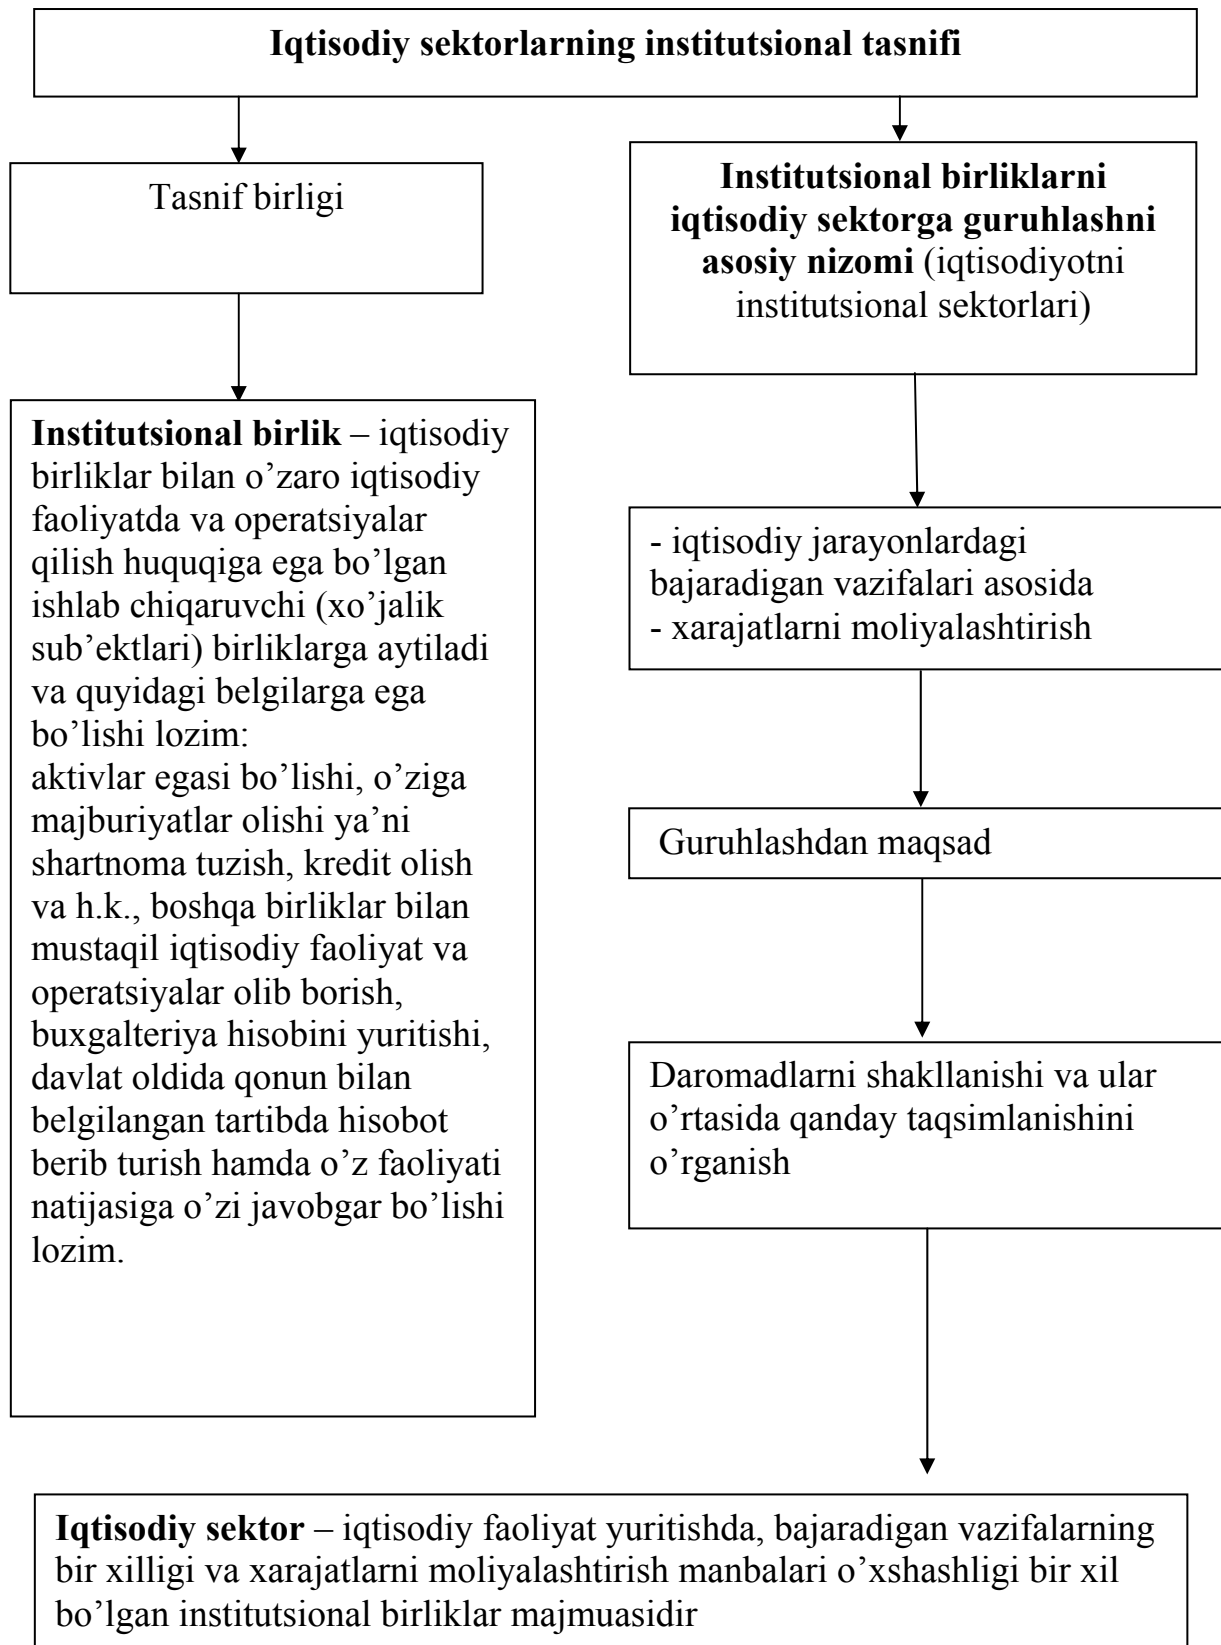 Iqtisodiy sektorlarning institutsional tasnifi
Tasnif birligi
Institutsional birliklarni
iqtisodiy sektorga guruhlashni
asosiy nizomi (iqtisodiyotni
institutsional sektorlari)
Institutsional birlik – iqtisodiy
birliklar bilan o’zaro iqtisodiy
faoliyatda va operatsiyalar
qilish huquqiga ega bo’lgan
ishlab chiqaruvchi (xo’jalik
sub’ektlari) birliklarga aytiladi
va quyidagi belgilarga ega
bo’lishi lozim:
aktivlar egasi bo’lishi, o’ziga
majburiyatlar olishi ya’ni
shartnoma tuzish, kredit olish
va h.k., boshqa birliklar bilan
mustaqil iqtisodiy faoliyat va
operatsiyalar olib borish,
buxgalteriya hisobini yuritishi,
davlat oldida qonun bilan
belgilangan tartibda hisobot
berib turish hamda o’z faoliyati
natijasiga o’zi javobgar bo’lishi
lozim.
- iqtisodiy jarayonlardagi
bajaradigan vazifalari asosida
- xarajatlarni moliyalashtirish
Guruhlashdan maqsad
Daromadlarni shakllanishi va ular
o’rtasida qanday taqsimlanishini
o’rganish
Iqtisodiy sektor – iqtisodiy faoliyat yuritishda, bajaradigan vazifalarning
bir xilligi va xarajatlarni moliyalashtirish manbalari o’xshashligi bir xil
bo’lgan institutsional birliklar majmuasidir